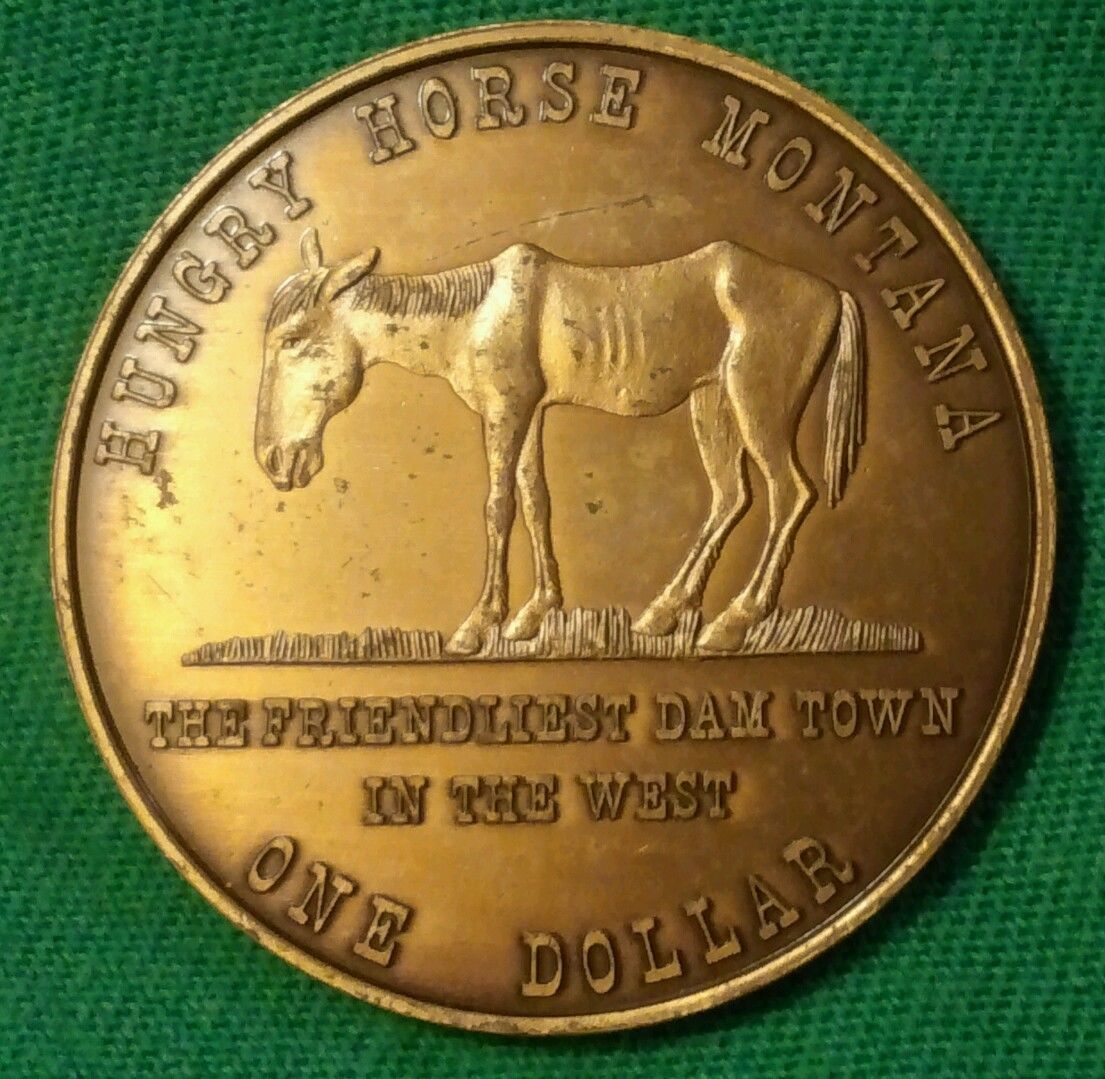 HUNGRY HORSE MONTANA
THE FRIENDLIEST DAM TOWN
IN THE WEST
ONE DOLLAR